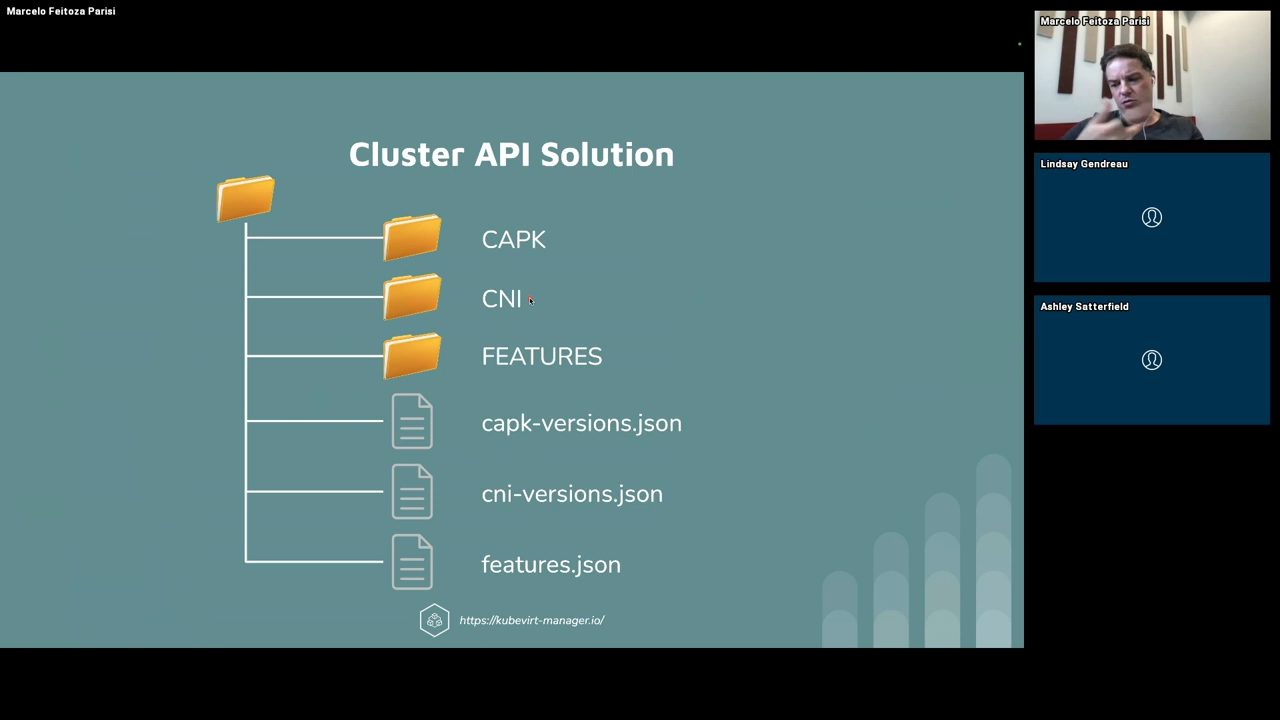 Marcelo Feitoza Parisi
Marcelo Feitoza Parisi
Cluster API Solution
Lindsay Gendreau
CAPK
CNI
Ashley Satterfield
FEATURES
capk-versions.json
cni-versions.json
features.json
https://kubevirt-manager.io/